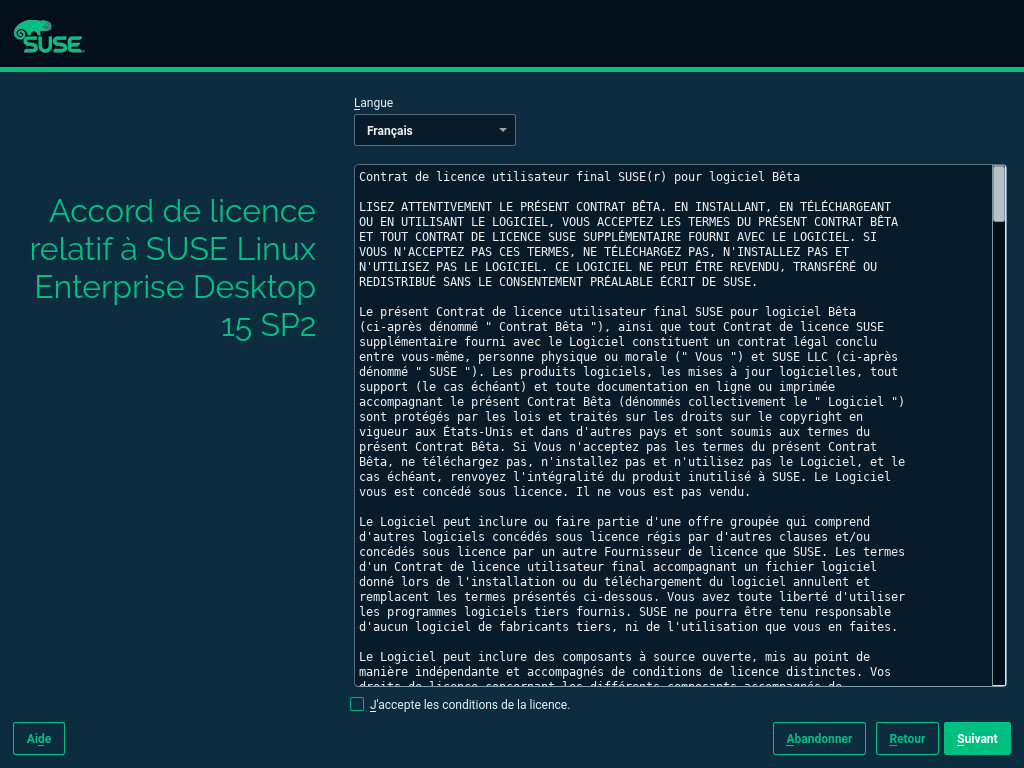 SUSE
Langue
Français
Accord de licence
relatif à SUSE Linux
Enterprise Desktop
15 SP2
Contrat de licence utilisateur final SUSE(r) pour logiciel Bêta
LISEZ ATTENTIVEMENT LE PRÉSENT CONTRAT BÊTA. EN INSTALLANT, EN TÉLÉCHARGEANT
OU EN UTILISANT LE LOGICIEL, VOUS ACCEPTEZ LES TERMES DU PRÉSENT CONTRAT BÊTA
ET TOUT CONTRAT DE LICENCE SUSE SUPPLÉMENTAIRE FOURNI AVEC LE LOGICIEL. SI
VOUS N'ACCEPTEZ PAS CES TERMES, NE TÉLÉCHARGEZ PAS, N'INSTALLEZ PAS ET
N'UTILISEZ PAS LE LOGICIEL. CE LOGICIEL NE PEUT ÊTRE REVENDU, TRANSFÉRÉ OU
REDISTRIBUÉ SANS LE CONSENTEMENT PRÉALABLE ÉCRIT DE SUSE.
Le présent Contrat de licence utilisateur final SUSE pour logiciel Bêta
(ci-après dénommé " Contrat Bêta "), ainsi que tout Contrat de licence SUSE
supplémentaire fourni avec le Logiciel constituent un contrat légal conclu
entre vous-même, personne physique ou morale (" Vous ") et SUSE LLC (ci-après
dénommé " SUSE "). Les produits logiciels, les mises à jour logicielles, tout
support (le cas échéant) et toute documentation en ligne ou imprimée
accompagnant le présent Contrat Bêta (dénommés collectivement le " Logiciel ")
sont protégés par les lois et traités sur les droits sur le copyright en
vigueur aux États-Unis et dans d'autres pays et sont soumis aux termes du
présent Contrat Bêta. Si Vous n'acceptez pas les termes du présent Contrat
Bêta, ne téléchargez pas, n'installez pas et n'utilisez pas le Logiciel, et le
cas échéant, renvoyez l'intégralité du produit inutilisé à SUSE. Le Logiciel
vous est concédé sous licence. Il ne vous est pas vendu.
Le Logiciel peut inclure ou faire partie d'une offre groupée qui comprend
d'autres logiciels concédés sous licence régis par d'autres clauses et/ou
concédés sous licence par un autre Fournisseur de licence que SUSE. Les termes
d'un Contrat de licence utilisateur final accompagnant un fichier logiciel
donné lors de l'installation ou du téléchargement du logiciel annulent et
remplacent les termes présentés ci-dessous. Vous avez toute liberté d'utiliser
les programmes logiciels tiers fournis. SUSE ne pourra être tenu responsable
d'aucun logiciel de fabricants tiers, ni de l'utilisation que vous en faites.
Le Logiciel peut inclure des composants à source ouverte, mis au point de
manière indépendante et accompagnés de conditions de licence distinctes. Vos
droits de licence concernant les différents composants accompagnés de
J'accepte les conditions de la licence.
Aide
Abandonner
Retour
Suivant